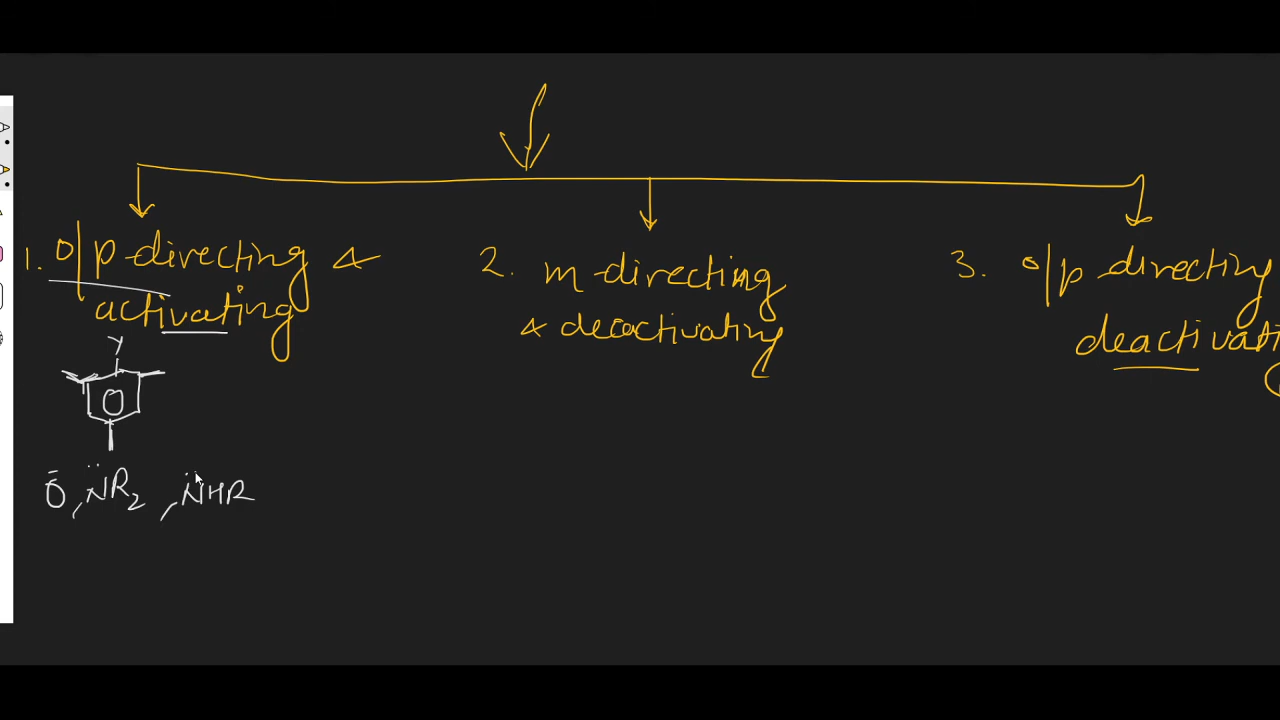 1. o/p-directing &
activating
2. m-directing
& deactivating
3. o/p-directing
deactivati
Y
Ō, N̈R₂, N̈HR